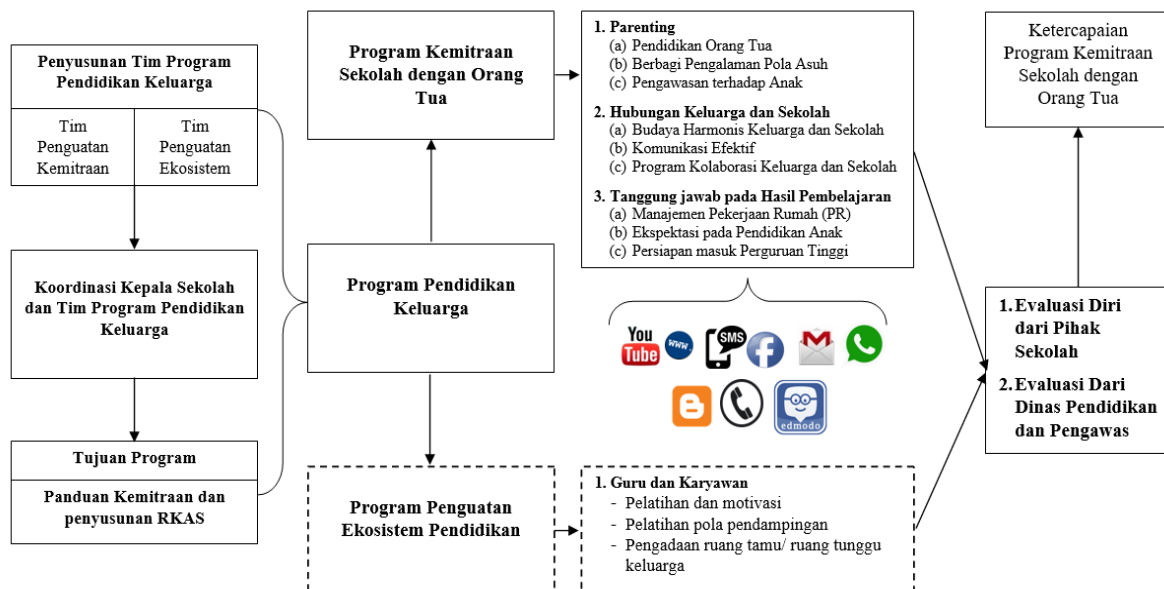 Penyusunan Tim Program
Pendidikan Keluarga
Tim
Penguatan
Kemitraan
Tim
Penguatan
Ekosistem
Koordinasi Kepala Sekolah
dan Tim Program Pendidikan
Keluarga
Tujuan Program
Panduan Kemitraan dan
penyusunan RKAS
Program Kemitraan
Sekolah dengan Orang
Tua
Program Pendidikan
Keluarga
Program Penguatan
Ekosistem Pendidikan
1. Parenting
(a) Pendidikan Orang Tua
(b) Berbagi Pengalaman Pola Asuh
(c) Pengawasan terhadap Anak
2. Hubungan Keluarga dan Sekolah
(a) Budaya Harmonis Keluarga dan Sekolah
(b) Komunikasi Efektif
(c) Program Kolaborasi Keluarga dan Sekolah
3. Tanggung jawab pada Hasil Pembelajaran
(a) Manajemen Pekerjaan Rumah (PR)
(b) Ekspektasi pada Pendidikan Anak
(c) Persiapan masuk Perguruan Tinggi
You
Tube
www.
SMS
edmodo
1. Guru dan Karyawan
- Pelatihan dan motivasi
- Pelatihan pola pendampingan
- Pengadaan ruang tamu/ ruang tunggu
keluarga
Ketercapaian
Program Kemitraan
Sekolah dengan
Orang Tua
1. Evaluasi Diri
dari Pihak
Sekolah
2. Evaluasi Dari
Dinas Pendidikan
dan Pengawas